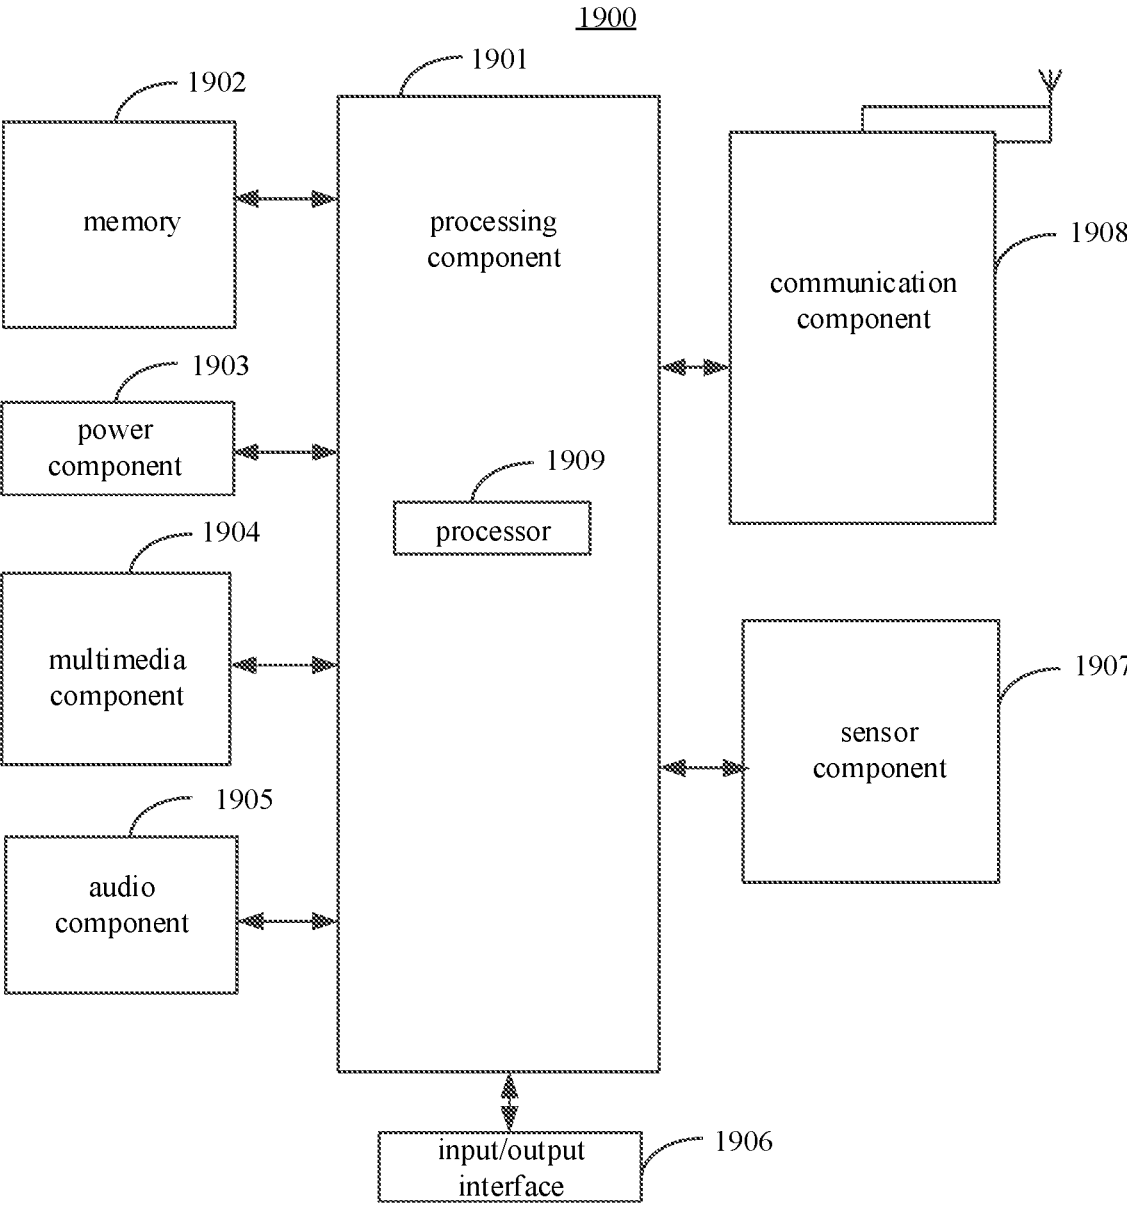 1900
1901
1902
memory
processing
component
1908
communication
component
1903
power
component
1909
processor
1904
multimedia
component
1907
sensor
component
1905
audio
component
1906
input/output
interface